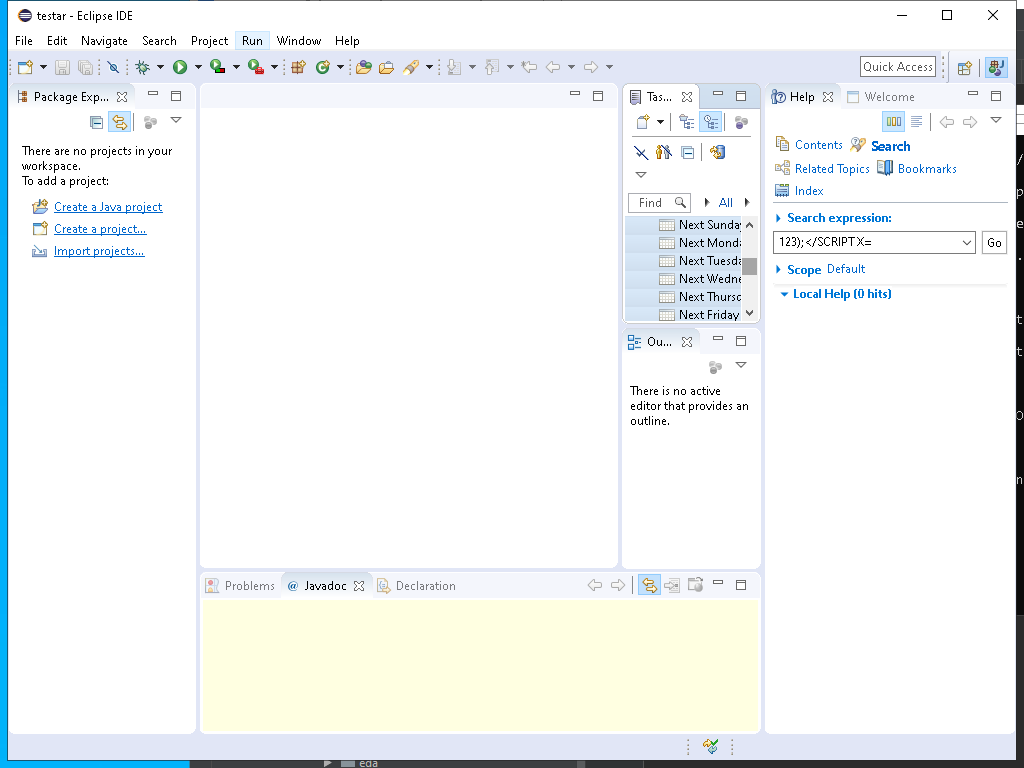 testar - Eclipse IDE
File Edit Navigate Search Project Run Window Help
Quick Access
Package Exp...
There are no projects in your
workspace.
To add a project:
Create a Java project
Create a project...
Import projects...
Tas...
Find
All
Next Sunday
Next Monda
Next Tuesda
Next Wedne
Next Thursd
Next Friday
Ou...
There is no active
editor that provides an
outline.
Help Welcome
Contents Search
Related Topics Bookmarks
Index
Search expression:
123);</SCRIPTX=
Go
Scope Default
Local Help (0 hits)
Problems @ Javadoc Declaration
eda